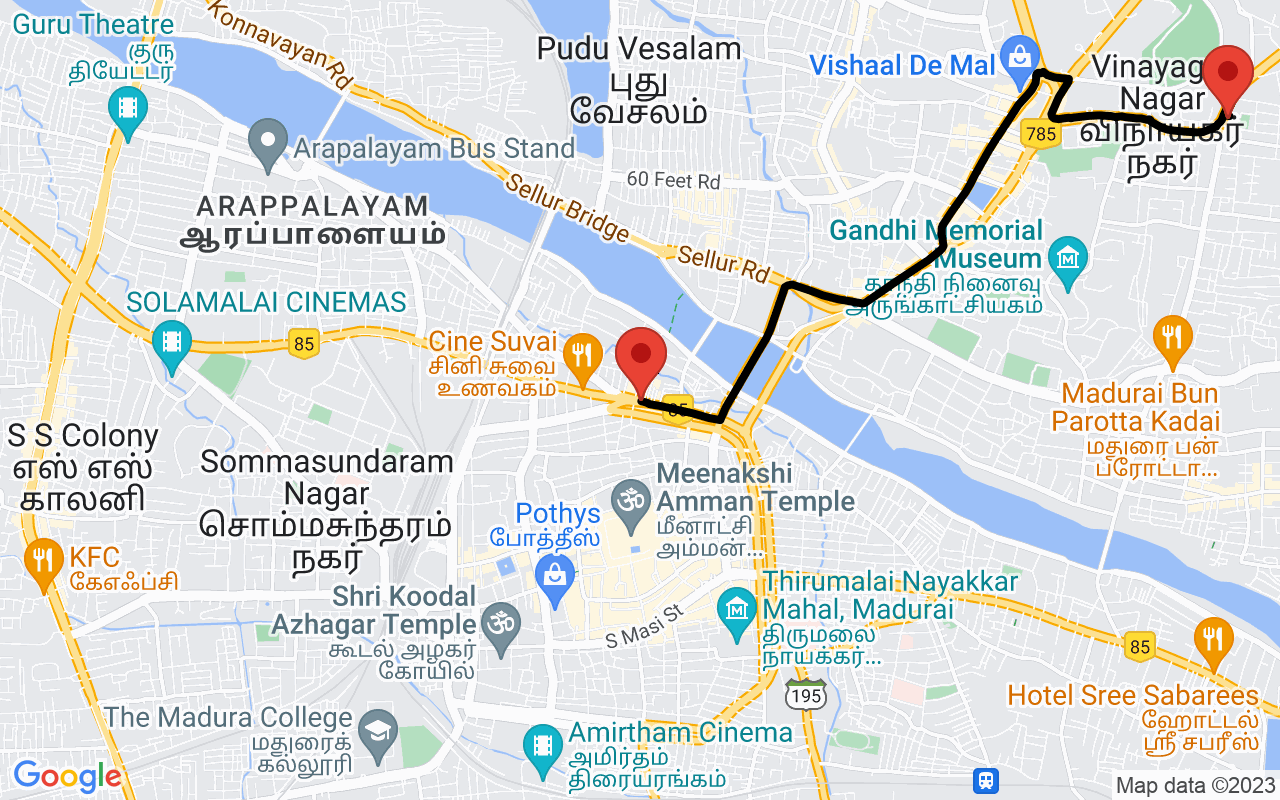 Guru Theatre
குரு
தியேட்டர்
Konnavayan Rd
Pudu Vesalam
புது
வேசலம்
Vishaal De Mal
Vinayag
Nagar
விநாயகர்
நகர்
785
Arapalayam Bus Stand
60 Feet Rd
Sellur Bridge
ARAPPALAYAM
ஆரப்பாளையம்
Sellur Rd
Gandhi Memorial
Museum
காந்தி நினைவு
அருங்காட்சியகம்
SOLAMALAI CINEMAS
85
Cine Suvai
சினி சுவை
உணவகம்
85
Madurai Bun
Parotta Kadai
மதுரை பன்
ப்ரோட்டா...
S S Colony
எஸ் எஸ்
காலனி
Sommasundaram
Nagar
சொம்மசுந்தரம்
நகர்
Meenakshi
Amman Temple
மீனாட்சி
அம்மன்...
Pothys
போத்தீஸ்
KFC
கேஎஃப்சி
Shri Koodal
Azhagar Temple
கூடல் அழகர்
கோயில்
Thirumalai Nayakkar
Mahal, Madurai
திருமலை
நாயக்கர்...
S Masi St
85
195
Hotel Sree Sabarees
ஹோட்டல்
ஸ்ரீ சபரீஸ்
The Madura College
மதுரைக்
கல்லூரி
Amirtham Cinema
அமிர்தம்
திரையரங்கம்
Google
Map data ©2023